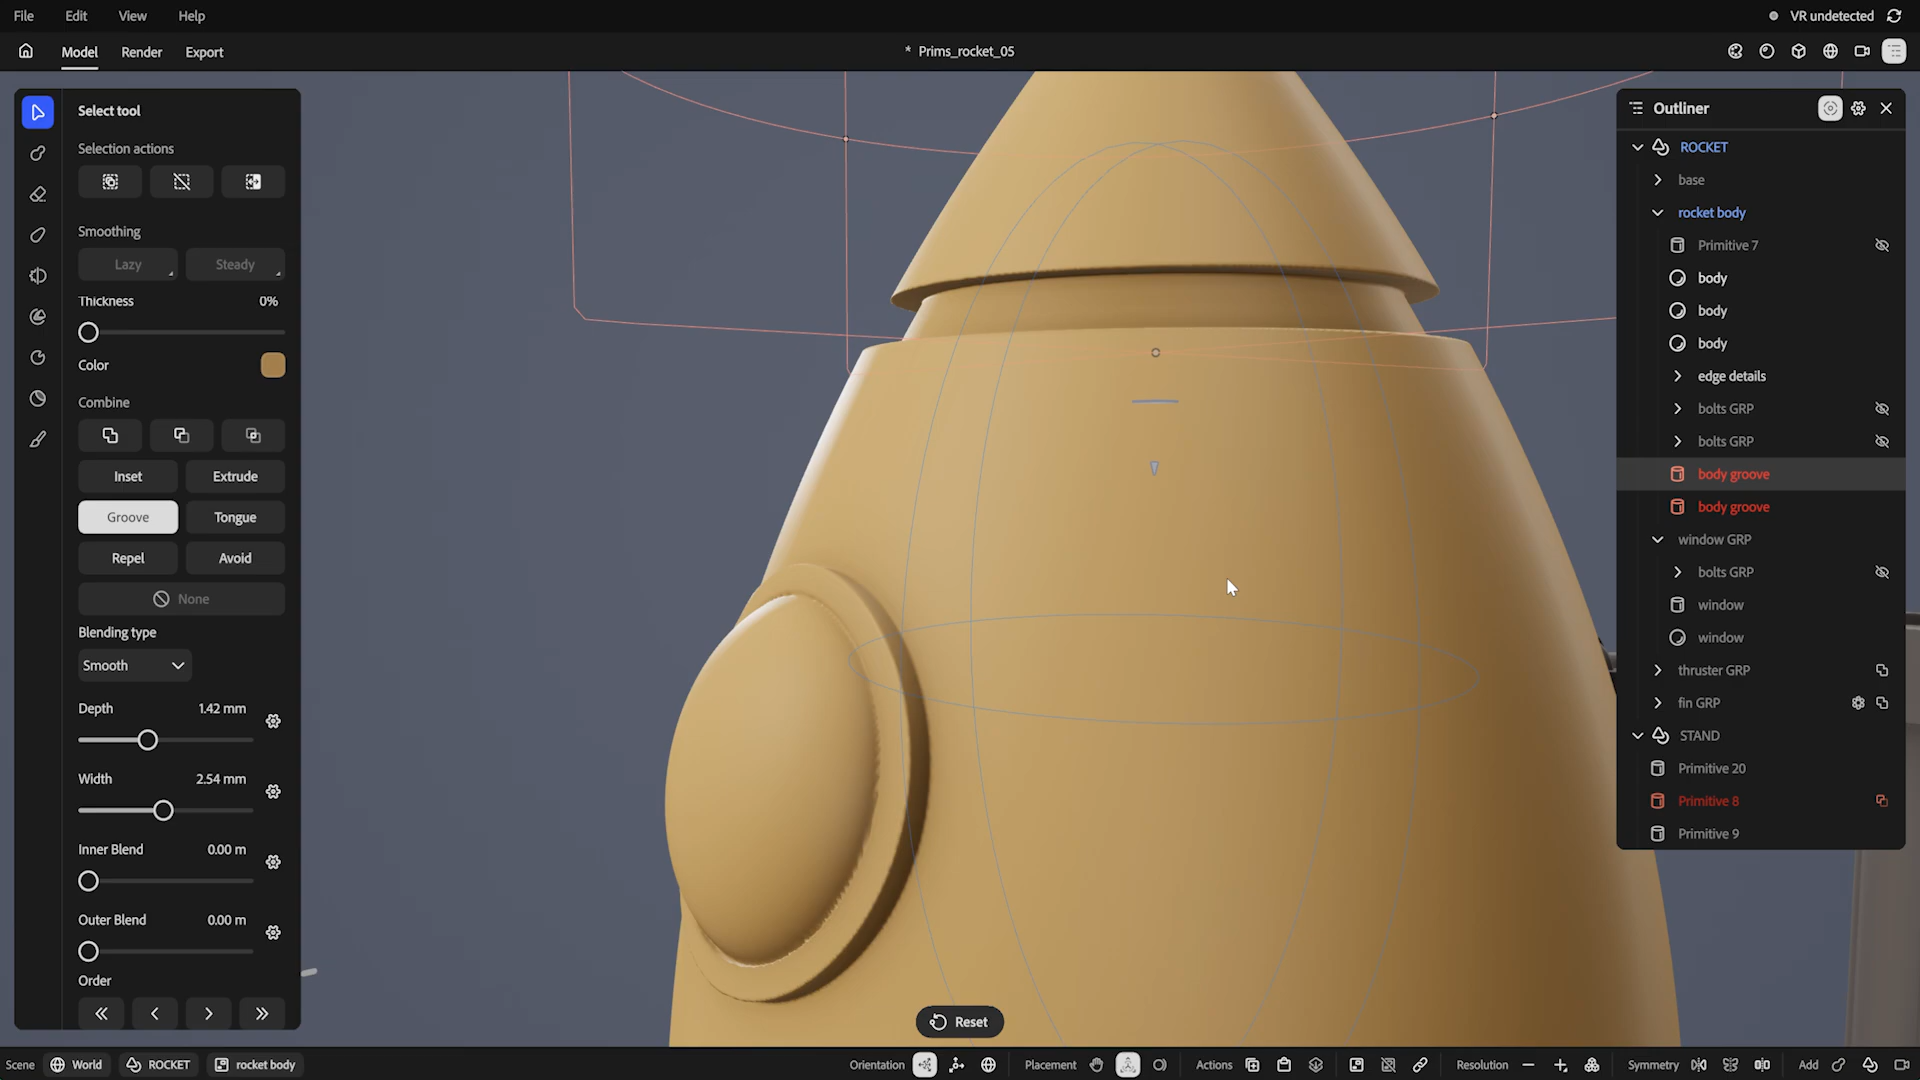 File Edit View Help
VR undetected
Model Render Export
* Prims_rocket_05
Select tool
Selection actions
Smoothing
Lazy Steady
Thickness 0%
Color
Combine
Inset Extrude
Groove Tongue
Repel Avoid
None
Blending type
Smooth
Depth 1.42 mm
Width 2.54 mm
Inner Blend 0.00 m
Outer Blend 0.00 m
Order
Outliner
ROCKET
base
rocket body
Primitive 7
body
body
body
edge details
bolts GRP
bolts GRP
body groove
body groove
window GRP
bolts GRP
window
window
thruster GRP
fin GRP
STAND
Primitive 20
Primitive 8
Primitive 9
Reset
Scene World ROCKET rocket body
Orientation Placement Actions Resolution Symmetry Add